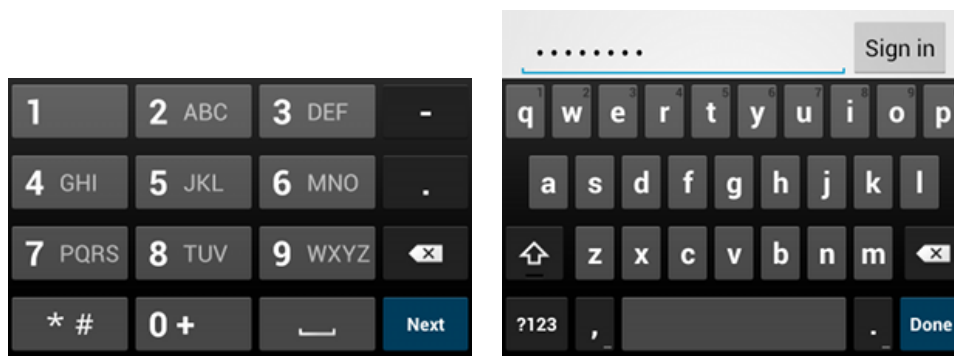 ........ Sign in
1 2 ABC 3 DEF -
4 GHI 5 JKL 6 MNO .
7 PQRS 8 TUV 9 WXYZ
* # 0 + Next
1 2 3 4 5 6 7 8 9
q w e r t y u i o p
a s d f g h j k l
z x c v b n m
?123 , . Done